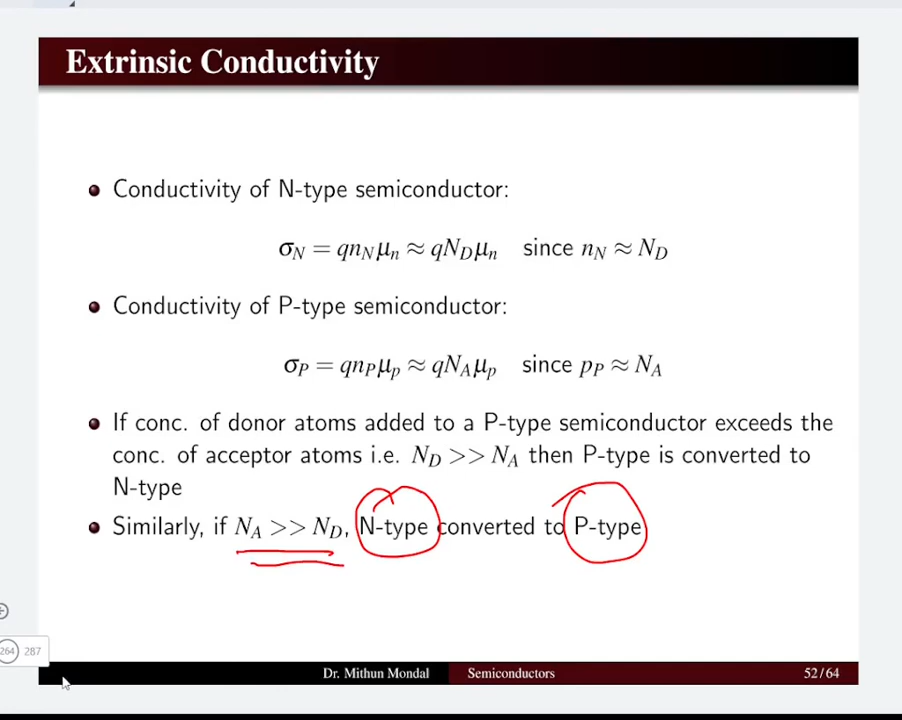 Extrinsic Conductivity
Conductivity of N-type semiconductor:
σN = qnNμn ≈ qNDμn since nN ≈ ND
Conductivity of P-type semiconductor:
σP = qnPμp ≈ qNAμp since pP ≈ NA
If conc. of donor atoms added to a P-type semiconductor exceeds the
conc. of acceptor atoms i.e. ND >> NA then P-type is converted to
N-type
Similarly, if NA >> ND, N-type converted to P-type
264 287
Dr. Mithun Mondal Semiconductors 52/64